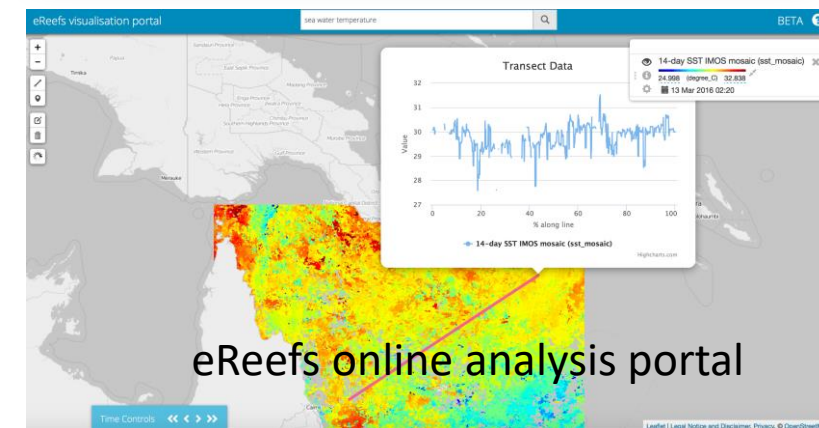 eReefs visualisation portal
sea water temperature
BETA
+
−
Timika
Merauke
Transect Data
32
31
30
29
28
27
Value
0 20 40 60 80 100
% along line
14-day SST IMOS mosaic (sst_mosaic)
Highcharts.com
14-day SST IMOS mosaic (sst_mosaic)
24.998 (degree_C) 32.838
13 Mar 2016 02:20
eReefs online analysis portal
Time Controls
Leaflet | Legal Notice and Disclaimer, Privacy, © OpenStreetM